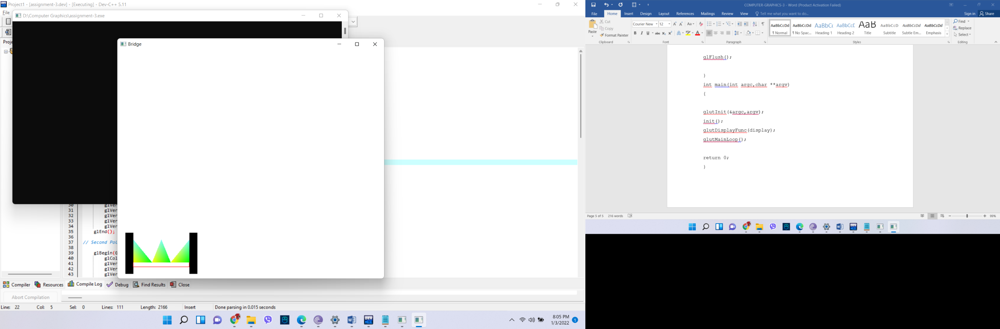 Project1 - [assignment-3.dev] - [Executing] - Dev-C++ 5.11
File
D:\Computer Graphics\assignment-3.exe
Proje
Bridge
30 glVer
31 glVer
32 glVer
33 glVer
34 glVer
35 glEnd();
36
37 // Second Pol
38
39 glBegin(G
40 glCol
41 glVer
42 glVer
43 glVer
Compiler Resources Compile Log Debug Find Results Close
Abort Compilation
Line: 22 Col: 5 Sel: 0 Lines: 111 Length: 2166 Insert Done parsing in 0.015 seconds
DEV
8:05 PM
1/3/2022
1
COMPUTER-GRAPHICS-3 - Word (Product Activation Failed)
File Home Insert Design Layout References Mailings Review View Tell me what you want to do... Sign in Share
Paste
Cut
Copy
Format Painter
Clipboard
Courier New 12
B I U abc X₂ X²
Font
Paragraph
AaBbCcDd AaBbCcDd AaBbCc AaBbCcE AaB AaBbCcD AaBbCcDd AaBbCcDd
¶ Normal ¶ No Spac... Heading 1 Heading 2 Title Subtitle Subtle Em... Emphasis
Styles
Find
Replace
Select
Editing
glFlush();
}
int main(int argc,char **argv)
{
glutInit(&argc,argv);
init();
glutDisplayFunc(display);
glutMainLoop();
return 0;
}
Page 5 of 5 216 words 99%
DEV